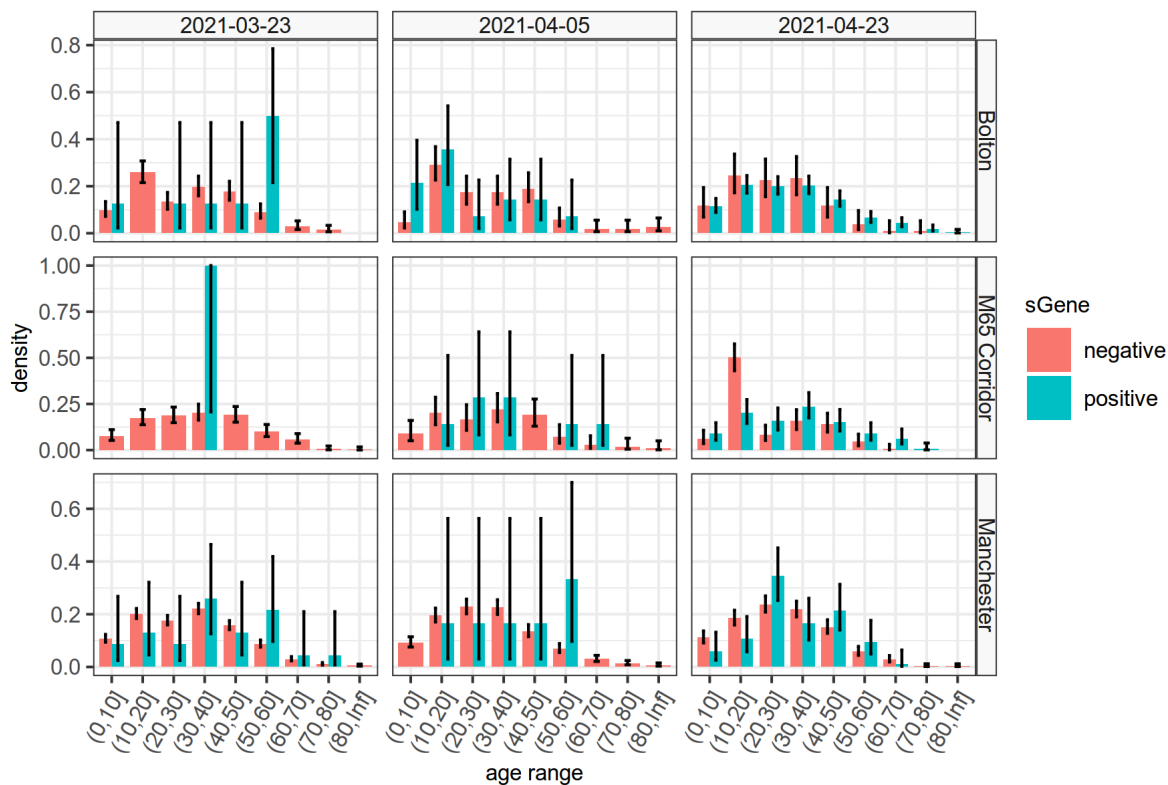 2021-03-23 2021-04-05 2021-04-23
0.8
0.6
0.4
0.2
0.0
Bolton
1.00
0.75
0.50
0.25
0.00
M65 Corridor
0.6
0.4
0.2
0.0
Manchester
density
(0,10] (10,20] (20,30] (30,40] (40,50] (50,60] (60,70] (70,80] (80,Inf] (0,10] (10,20] (20,30] (30,40] (40,50] (50,60] (60,70] (70,80] (80,Inf] (0,10] (10,20] (20,30] (30,40] (40,50] (50,60] (60,70] (70,80] (80,Inf]
age range
sGene
negative
positive